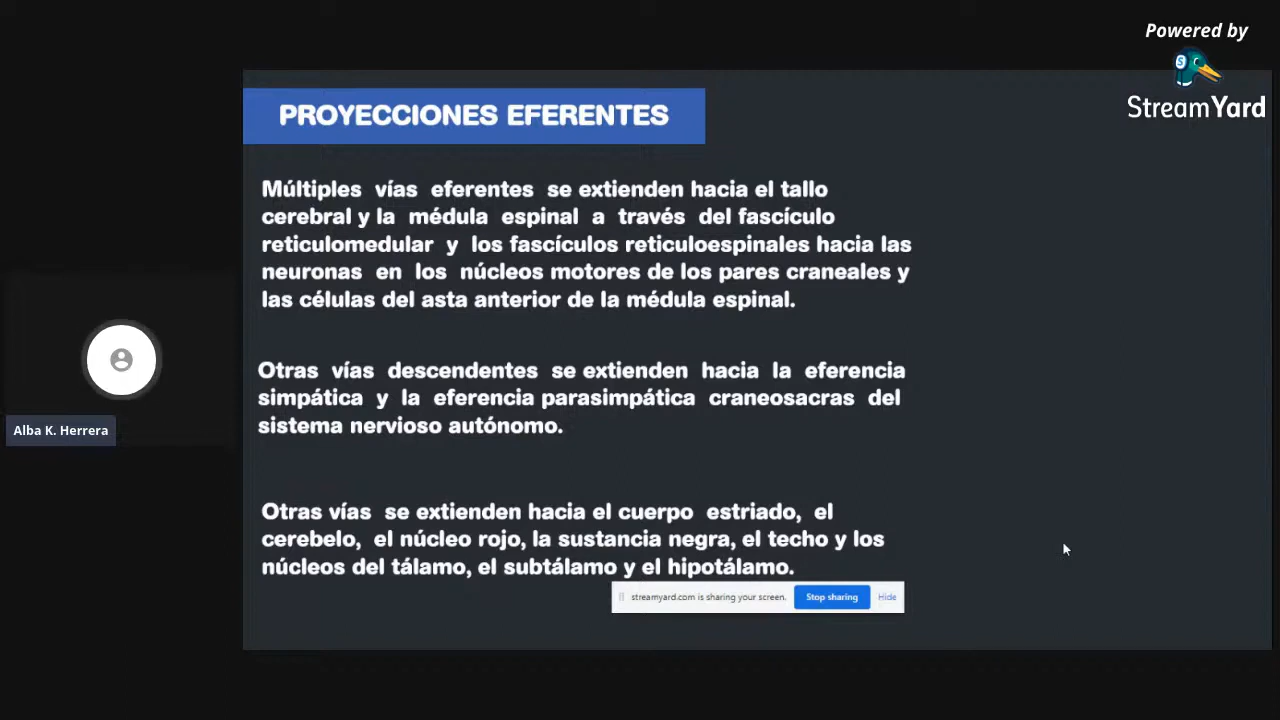 Powered by
StreamYard
PROYECCIONES EFERENTES
Múltiples vías eferentes se extienden hacia el tallo
cerebral y la médula espinal a través del fascículo
reticulomedular y los fascículos reticuloespinales hacia las
neuronas en los núcleos motores de los pares craneales y
las células del asta anterior de la médula espinal.
Otras vías descendentes se extienden hacia la eferencia
simpática y la eferencia parasimpática craneosacras del
sistema nervioso autónomo.
Otras vías se extienden hacia el cuerpo estriado, el
cerebelo, el núcleo rojo, la sustancia negra, el techo y los
núcleos del tálamo, el subtálamo y el hipotálamo.
streamyard.com is sharing your screen. Stop sharing Hide
Alba K. Herrera